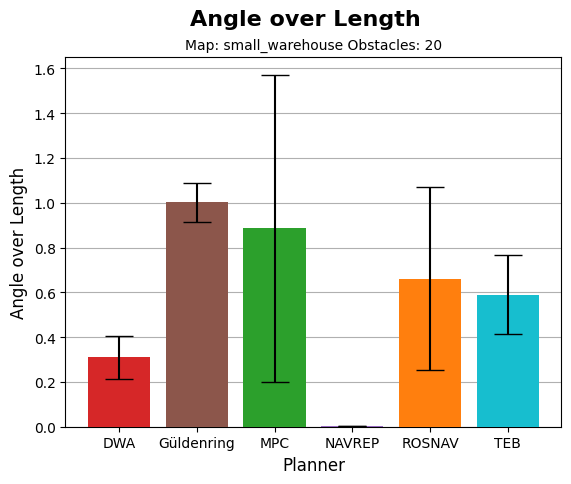 Angle over Length
Map: small_warehouse Obstacles: 20
Angle over Length
1.6
1.4
1.2
1.0
0.8
0.6
0.4
0.2
0.0
DWA Güldenring MPC NAVREP ROSNAV TEB
Planner